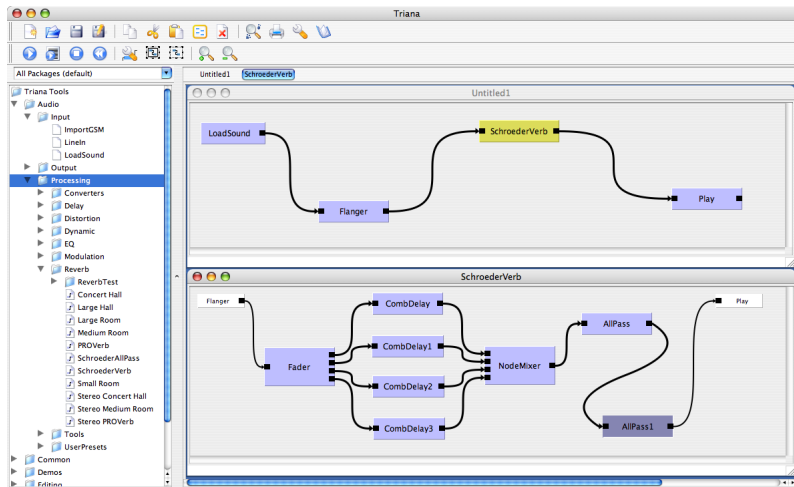 Triana
All Packages (default)
Untitled1
SchroederVerb
Triana Tools
Audio
Input
ImportGSM
LineIn
LoadSound
Output
Processing
Converters
Delay
Distortion
Dynamic
EQ
Modulation
Reverb
ReverbTest
Concert Hall
Large Hall
Large Room
Medium Room
PROVerb
SchroederAllPass
SchroederVerb
Small Room
Stereo Concert Hall
Stereo Medium Room
Stereo PROVerb
Tools
UserPresets
Common
Demos
Editing
Untitled1
LoadSound
SchroederVerb
Flanger
Play
SchroederVerb
Flanger
CombDelay
Play
AllPass
CombDelay1
Fader
NodeMixer
CombDelay2
CombDelay3
AllPass1